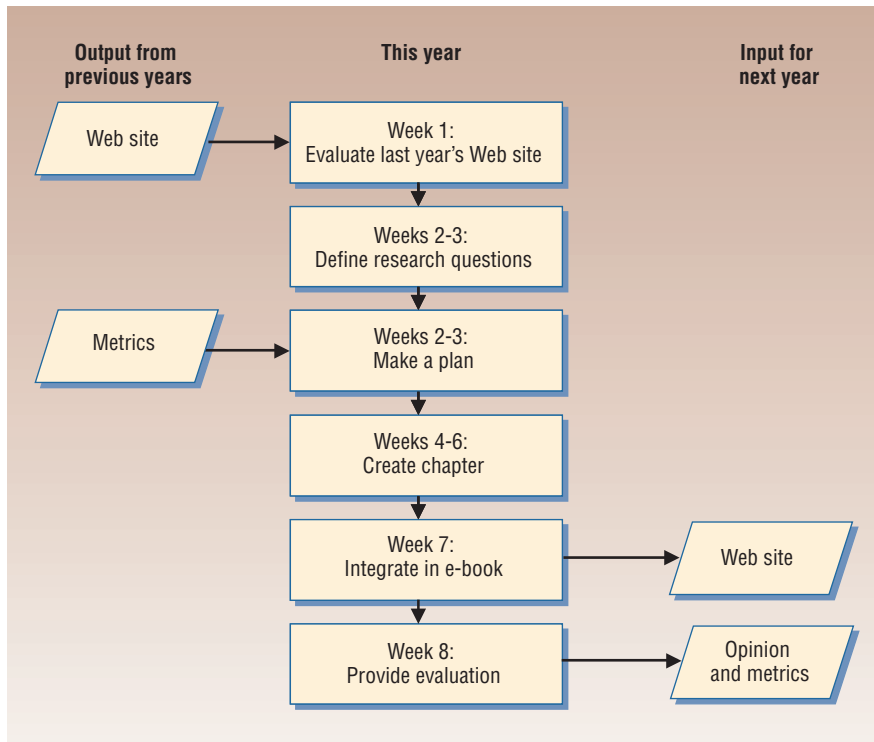 Output from
previous years
This year
Input for
next year
Web site
Week 1:
Evaluate last year's Web site
Weeks 2-3:
Define research questions
Metrics
Weeks 2-3:
Make a plan
Weeks 4-6:
Create chapter
Week 7:
Integrate in e-book
Web site
Week 8:
Provide evaluation
Opinion
and metrics